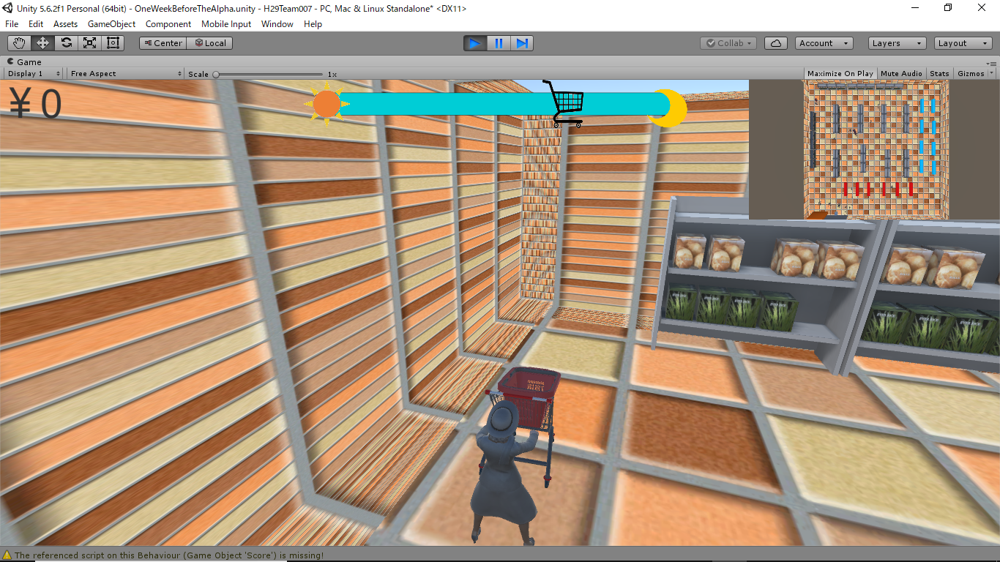 Unity 5.6.2f1 Personal (64bit) - OneWeekBeforeTheAlpha.unity - H29Team007 - PC, Mac & Linux Standalone* <DX11>
File Edit Assets GameObject Component Mobile Input Window Help
Center Local Collab Account Layers Layout
Game
Display 1 Free Aspect Scale 1x Maximize On Play Mute Audio Stats Gizmos
¥ 0
The referenced script on this Behaviour (Game Object 'Score') is missing!